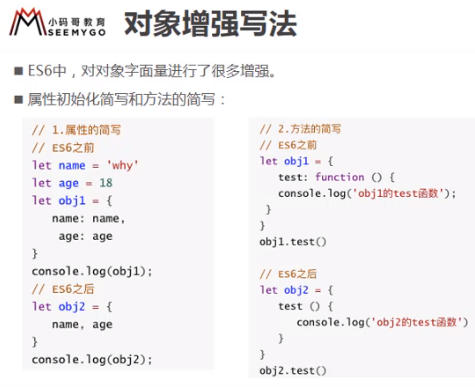 小码哥教育
SEEMYGO
对象增强写法
■ ES6中，对对象字面量进行了很多增强。
■ 属性初始化简写和方法的简写：
// 1.属性的简写
// ES6之前
let name = 'why'
let age = 18
let obj1 = {
name: name,
age: age
}
console.log(obj1);
// ES6之后
let obj2 = {
name, age
}
console.log(obj2);
// 2.方法的简写
// ES6之前
let obj1 = {
test: function () {
console.log('obj1的test函数');
}
}
obj1.test()
// ES6之后
let obj2 = {
test () {
console.log('obj2的test函数')
}
}
obj2.test()